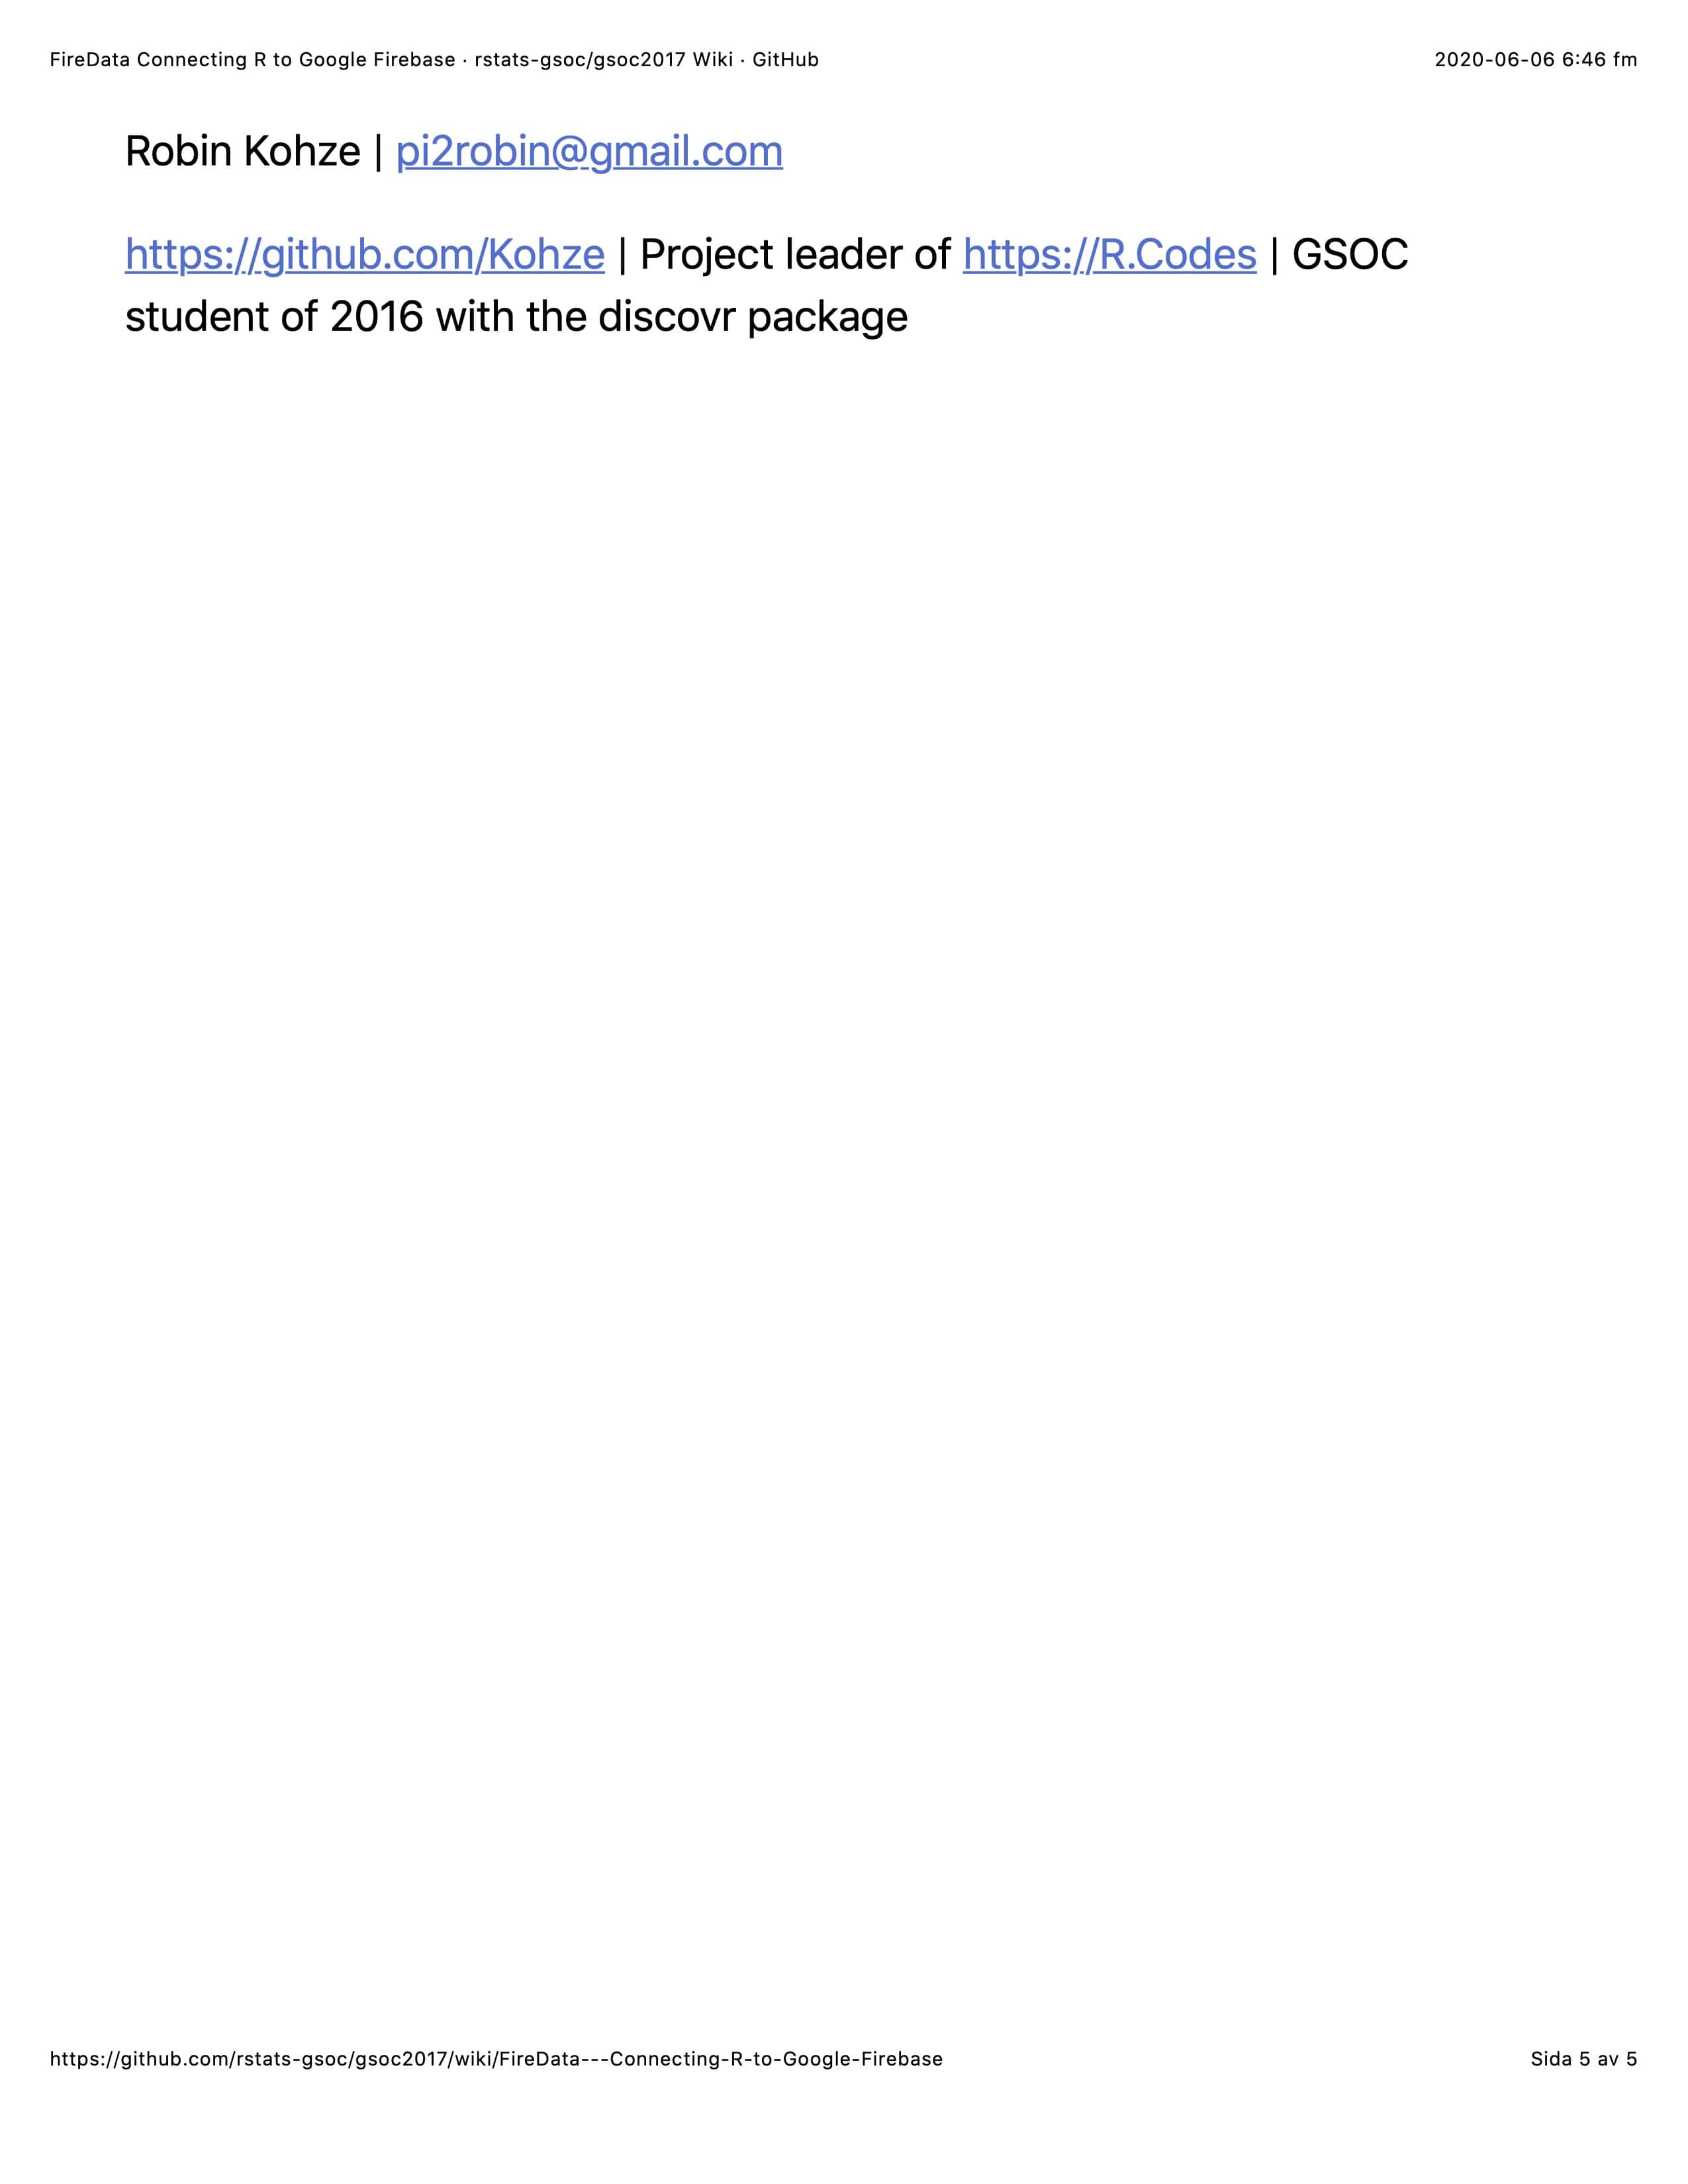 FireData Connecting R to Google Firebase · rstats-gsoc/gsoc2017 Wiki · GitHub 2020-06-06 6:46 fm
Robin Kohze | pi2robin@gmail.com
https://github.com/Kohze | Project leader of https://R.Codes | GSOC
student of 2016 with the discovr package
https://github.com/rstats-gsoc/gsoc2017/wiki/FireData---Connecting-R-to-Google-Firebase Sida 5 av 5